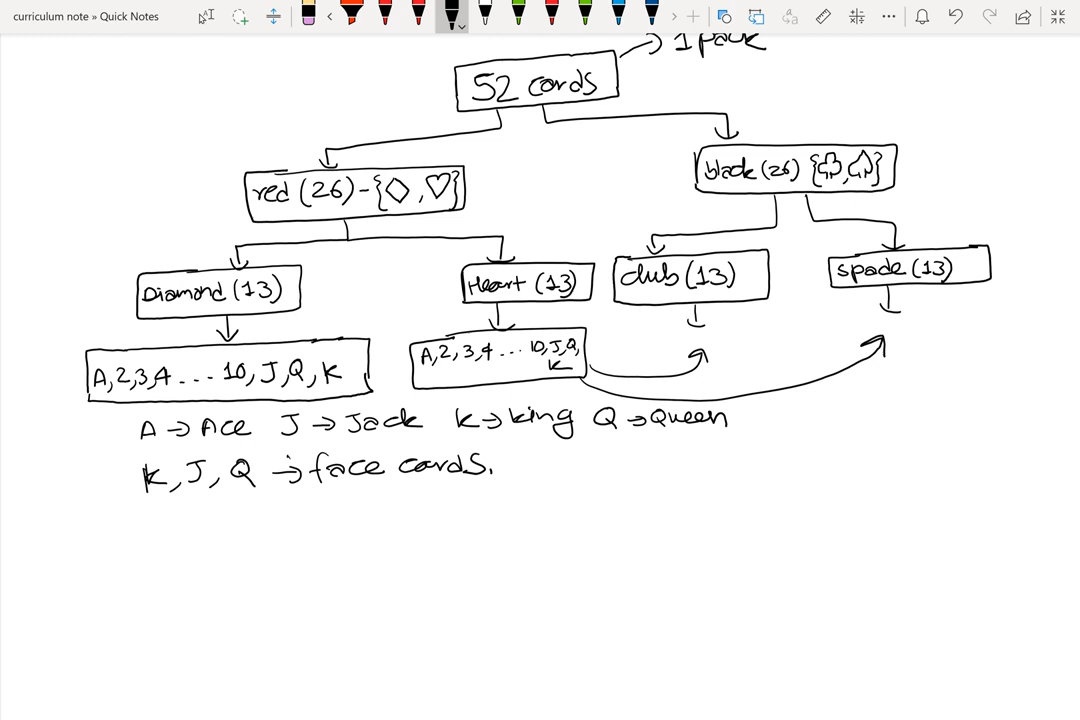 curriculum note » Quick Notes
→ 1 pack
52 cards
red (26) - {♢, ♡}
black (26) {♧, ♤}
Diamond (13)
Heart (13)
club (13)
spade (13)
A, 2, 3, 4 ... 10, J, Q, K
A, 2, 3, 4 ... 10, J, Q,
K
A → Ace J → Jack K → king Q → Queen
K, J, Q → face cards.